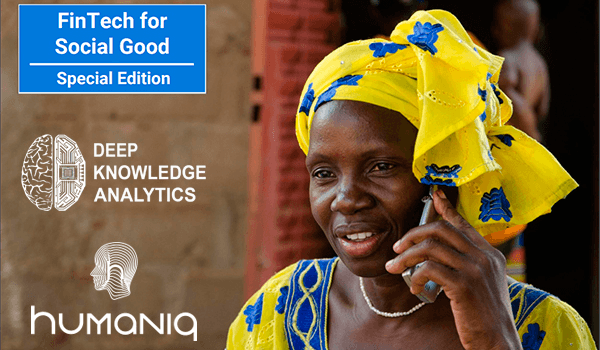 FinTech for
Social Good
Special Edition
DEEP
KNOWLEDGE
ANALYTICS
humaniq